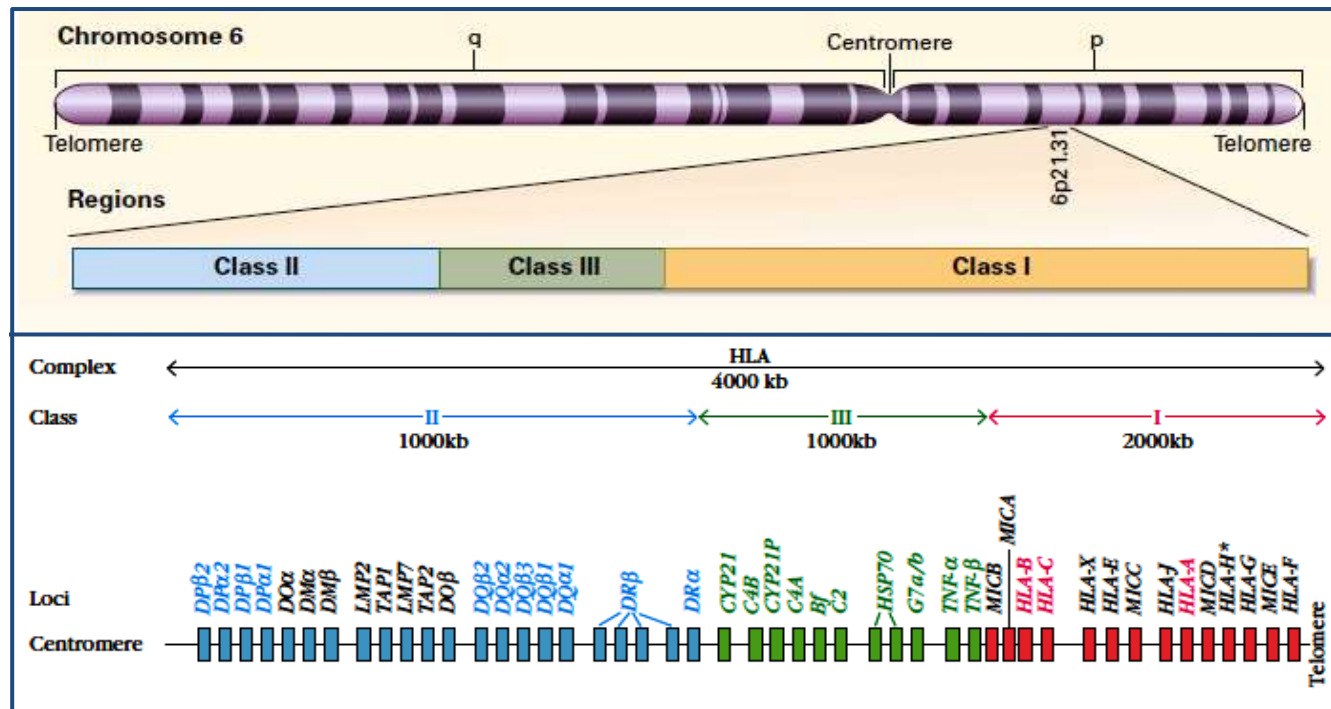 Chromosome 6
q
Centromere
p
Telomere
Telomere
6p21.31
Regions
Class II
Class III
Class I
Complex
HLA
4000 kb
Class
II
III
I
1000kb
1000kb
2000kb
Loci
DPβ2 DPα2 DPβ1 DPα1 DOα DMα DMβ LMP2 TAP1 LMP7 TAP2 DOβ DQβ2 DQα2 DQβ3 DQβ1 DQα1 DRβ DRα CYP21 C4B CYP21P C4A Bf C2 HSP70 G7a/b TNF-α TNF-β MICB MICA HLA-B HLA-C HLA-X HLA-E MICC HLA-J HLA-A MICD HLA-H* HLA-G MICE HLA-F
Centromere
Telomere